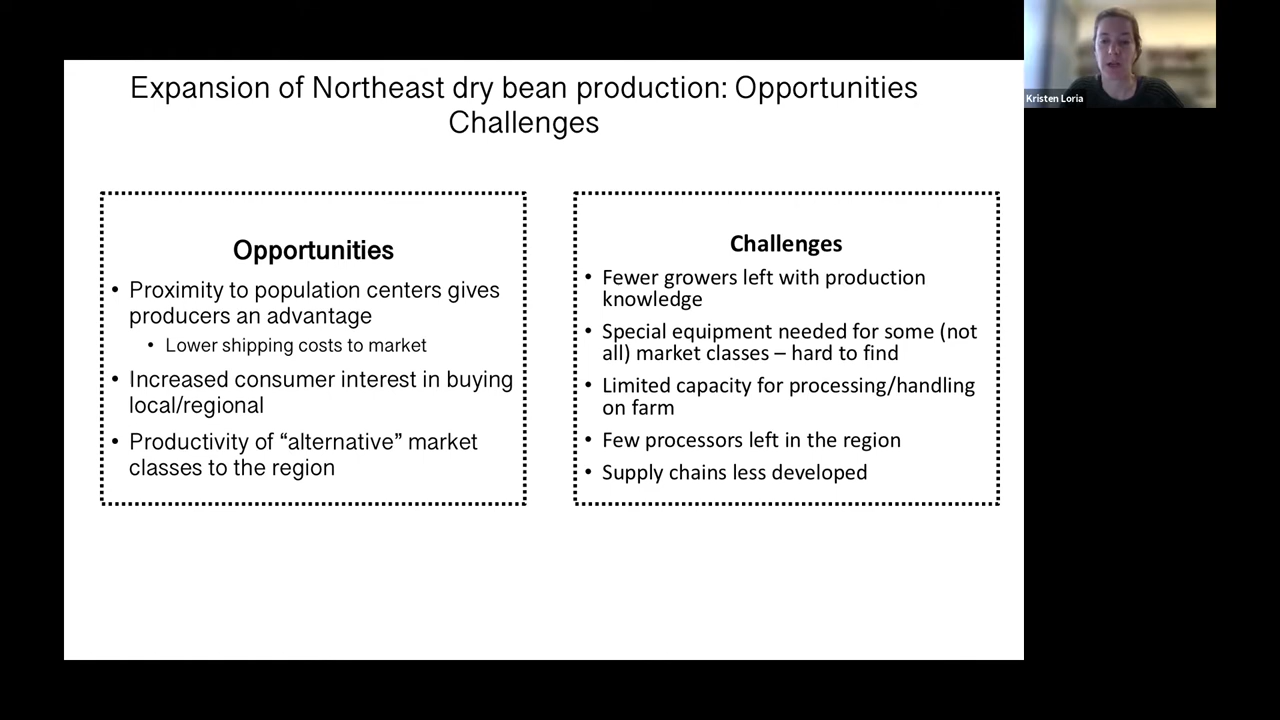 Expansion of Northeast dry bean production: Opportunities
Challenges
Kristen Loria
Opportunities
• Proximity to population centers gives
producers an advantage
• Lower shipping costs to market
• Increased consumer interest in buying
local/regional
• Productivity of “alternative” market
classes to the region
Challenges
• Fewer growers left with production
knowledge
• Special equipment needed for some (not
all) market classes – hard to find
• Limited capacity for processing/handling
on farm
• Few processors left in the region
• Supply chains less developed